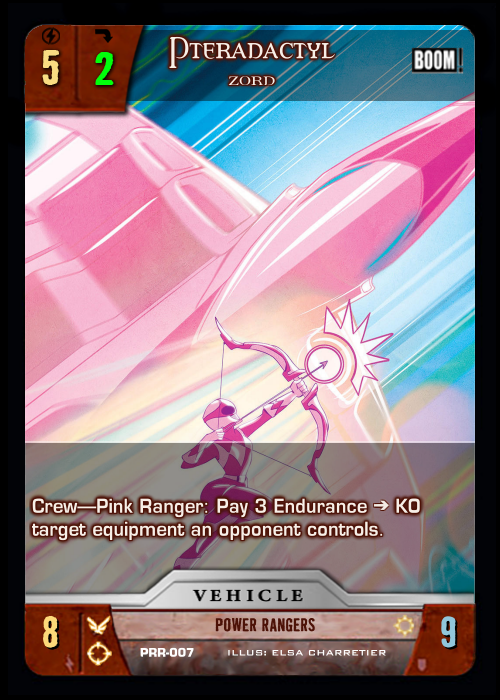 5
2
PTERADACTYL
ZORD
BOOM!
Crew—Pink Ranger: Pay 3 Endurance ➔ KO
target equipment an opponent controls.
VEHICLE
8
POWER RANGERS
9
PRR-007 ILLUS: ELSA CHARRETIER